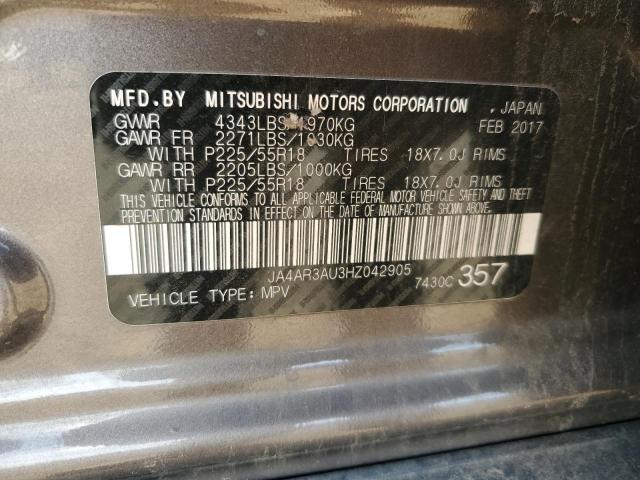 MFD.BY MITSUBISHI MOTORS CORPORATION , JAPAN
GVWR 4343LBS/1970KG FEB 2017
GAWR FR 2271LBS/1030KG
WITH P225/55R18 TIRES 18X7.0J RIMS
GAWR RR 2205LBS/1000KG
WITH P225/55R18 TIRES 18X7.0J RIMS
THIS VEHICLE CONFORMS TO ALL APPLICABLE FEDERAL MOTOR VEHICLE SAFETY AND THEFT
PREVENTION STANDARDS IN EFFECT ON THE DATE OF MANUFACTURE SHOWN ABOVE.
JA4AR3AU3HZ042905
VEHICLE TYPE: MPV 7430C 357